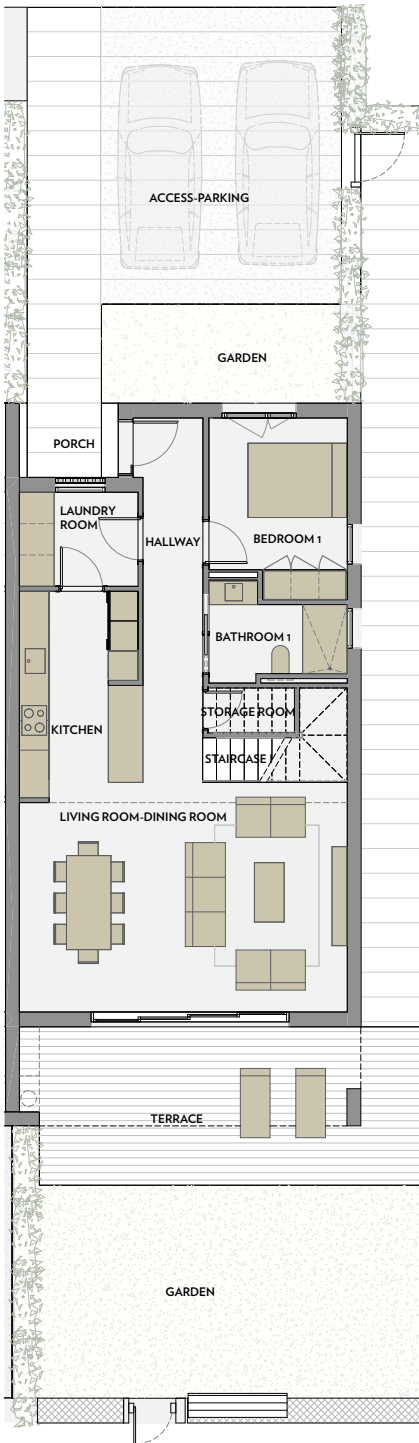 ACCESS-PARKING
GARDEN
PORCH
LAUNDRY
ROOM
HALLWAY
BEDROOM 1
BATHROOM 1
STORAGE ROOM
KITCHEN
STAIRCASE
LIVING ROOM-DINING ROOM
TERRACE
GARDEN